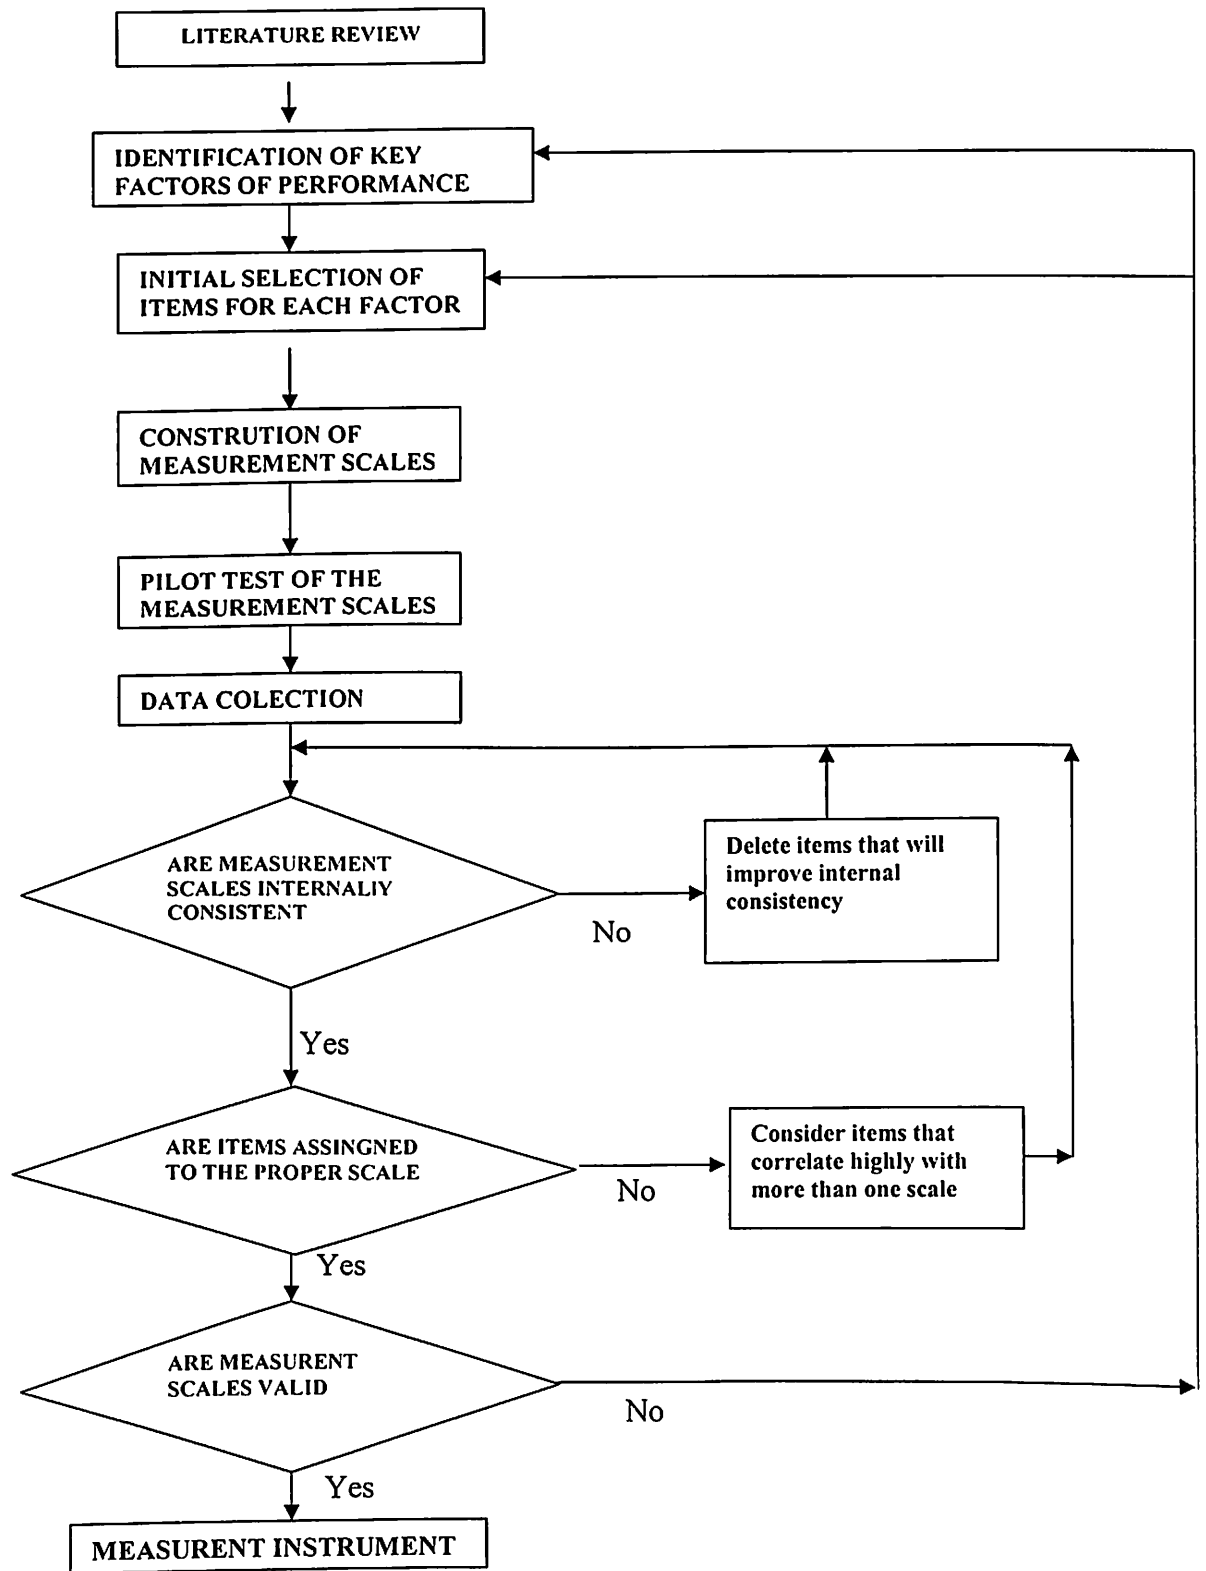 LITERATURE REVIEW
IDENTIFICATION OF KEY
FACTORS OF PERFORMANCE
INITIAL SELECTION OF
ITEMS FOR EACH FACTOR
CONSTRUTION OF
MEASUREMENT SCALES
PILOT TEST OF THE
MEASUREMENT SCALES
DATA COLECTION
ARE MEASUREMENT
SCALES INTERNALIY
CONSISTENT
No
Delete items that will
improve internal
consistency
Yes
ARE ITEMS ASSINGNED
TO THE PROPER SCALE
No
Consider items that
correlate highly with
more than one scale
Yes
ARE MEASURENT
SCALES VALID
No
Yes
MEASURENT INSTRUMENT